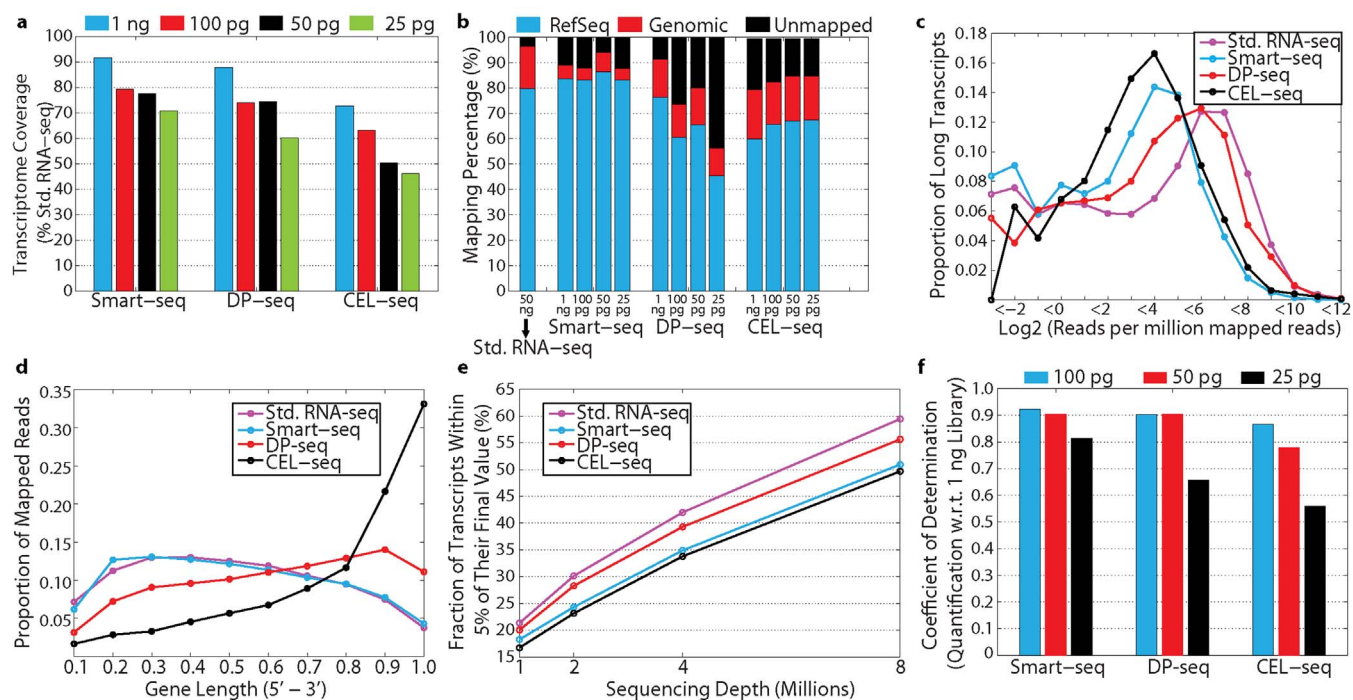 a
1 ng 100 pg 50 pg 25 pg
Transcriptome Coverage
(% Std. RNA–seq)
100
90
80
70
60
50
40
30
20
10
0
Smart–seq DP–seq CEL–seq
b
RefSeq Genomic Unmapped
Mapping Percentage (%)
100
90
80
70
60
50
40
30
20
10
0
50 ng
1 ng 100 pg 50 pg 25 pg
1 ng 100 pg 50 pg 25 pg
1 ng 100 pg 50 pg 25 pg
Smart–seq DP–seq CEL–seq
Std. RNA–seq
c
Std. RNA–seq
Smart–seq
DP–seq
CEL–seq
Proportion of Long Transcripts
0.18
0.16
0.14
0.12
0.10
0.08
0.06
0.04
0.02
<–2 <0 <2 <4 <6 <8 <10 <12
Log2 (Reads per million mapped reads)
d
Std. RNA-seq
Smart–seq
DP-seq
CEL–seq
Proportion of Mapped Reads
0.35
0.30
0.25
0.20
0.15
0.10
0.05
0.1 0.2 0.3 0.4 0.5 0.6 0.7 0.8 0.9 1.0
Gene Length (5′ – 3′)
e
Std. RNA-seq
Smart–seq
DP–seq
CEL–seq
Fraction of Transcripts Within
5% of Their Final Value (%)
65
60
55
50
45
40
35
30
25
20
15
1 2 4 8
Sequencing Depth (Millions)
f
100 pg 50 pg 25 pg
Coefficient of Determination
(Quantification w.r.t. 1 ng Library)
1.0
0.9
0.8
0.7
0.6
0.5
0.4
0.3
0.2
0.1
0
Smart–seq DP-seq CEL–seq